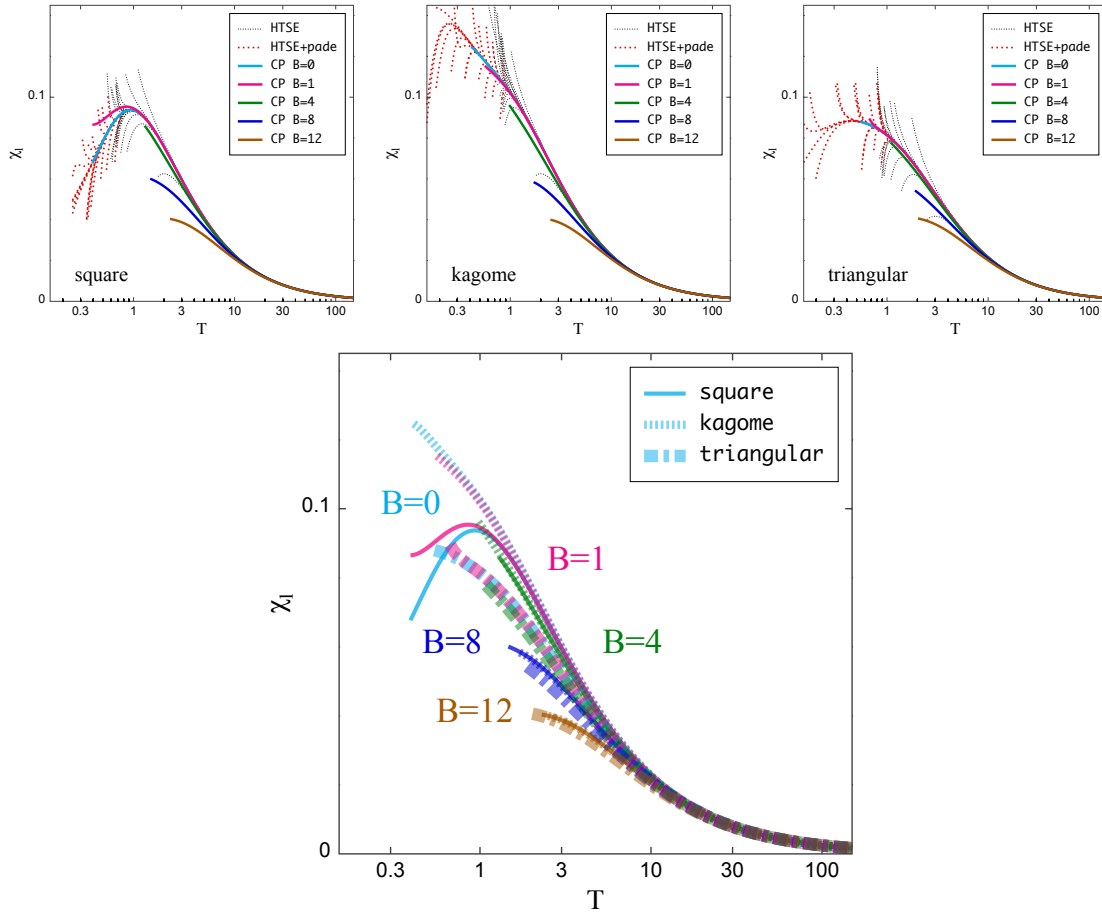 HTSE
HTSE+pade
CP B=0
CP B=1
CP B=4
CP B=8
CP B=12
0.1
χl
square
0
0.3 1 3 10 30 100
T
HTSE
HTSE+pade
CP B=0
CP B=1
CP B=4
CP B=8
CP B=12
0.1
χl
kagome
0
0.3 1 3 10 30 100
T
HTSE
HTSE+pade
CP B=0
CP B=1
CP B=4
CP B=8
CP B=12
0.1
χl
triangular
0
0.3 1 3 10 30 100
T
square
kagome
triangular
B=0
0.1
B=1
χl
B=8 B=4
B=12
0
0.3 1 3 10 30 100
T